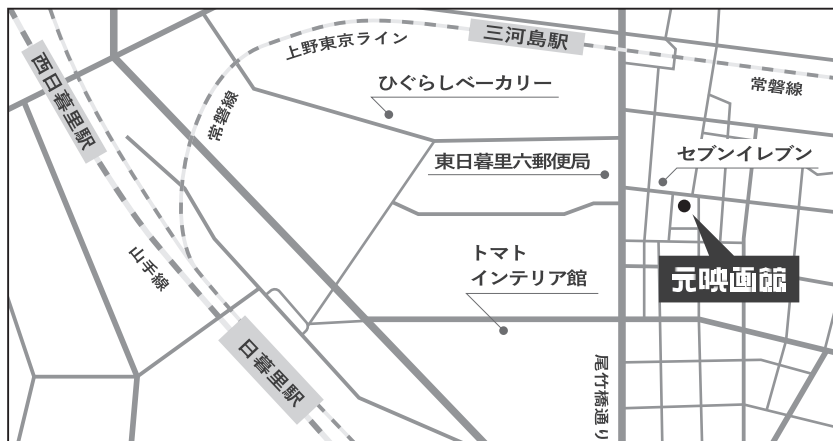 上野東京ライン
三河島駅
西日暮里駅
常磐線
ひぐらしベーカリー
常磐線
東日暮里六郵便局
セブンイレブン
山手線
トマト
インテリア館
元映画館
日暮里駅
尾竹橋通り